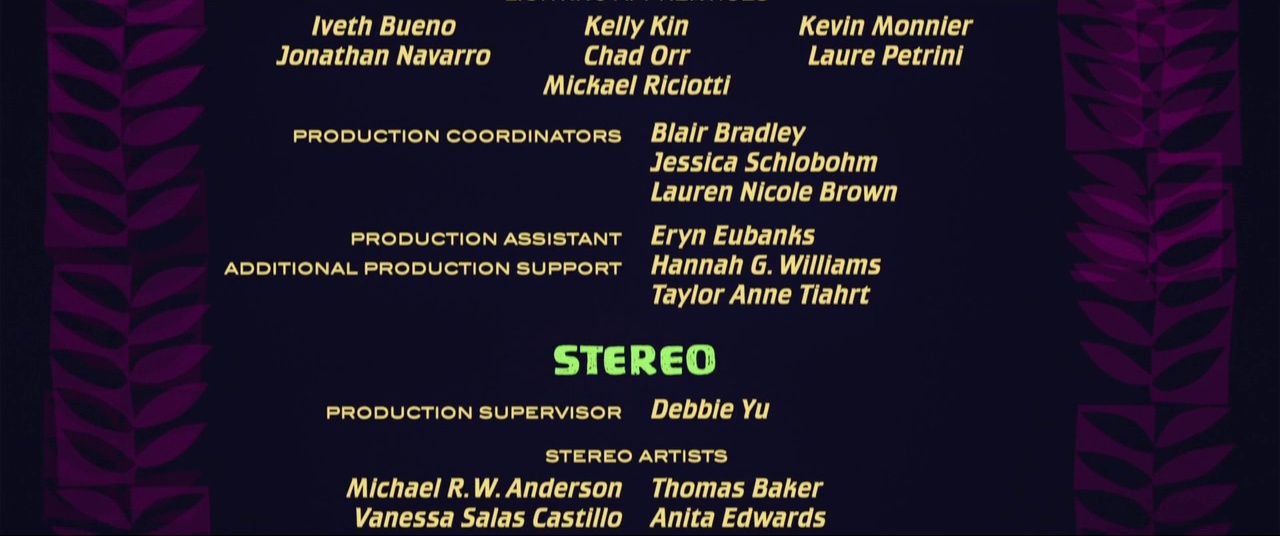 Iveth Bueno Kelly Kin Kevin Monnier
Jonathan Navarro Chad Orr Laure Petrini
Mickael Riciotti
PRODUCTION COORDINATORS Blair Bradley
Jessica Schlobohm
Lauren Nicole Brown
PRODUCTION ASSISTANT Eryn Eubanks
ADDITIONAL PRODUCTION SUPPORT Hannah G. Williams
Taylor Anne Tiahrt
STEREO
PRODUCTION SUPERVISOR Debbie Yu
STEREO ARTISTS
Michael R.W. Anderson Thomas Baker
Vanessa Salas Castillo Anita Edwards